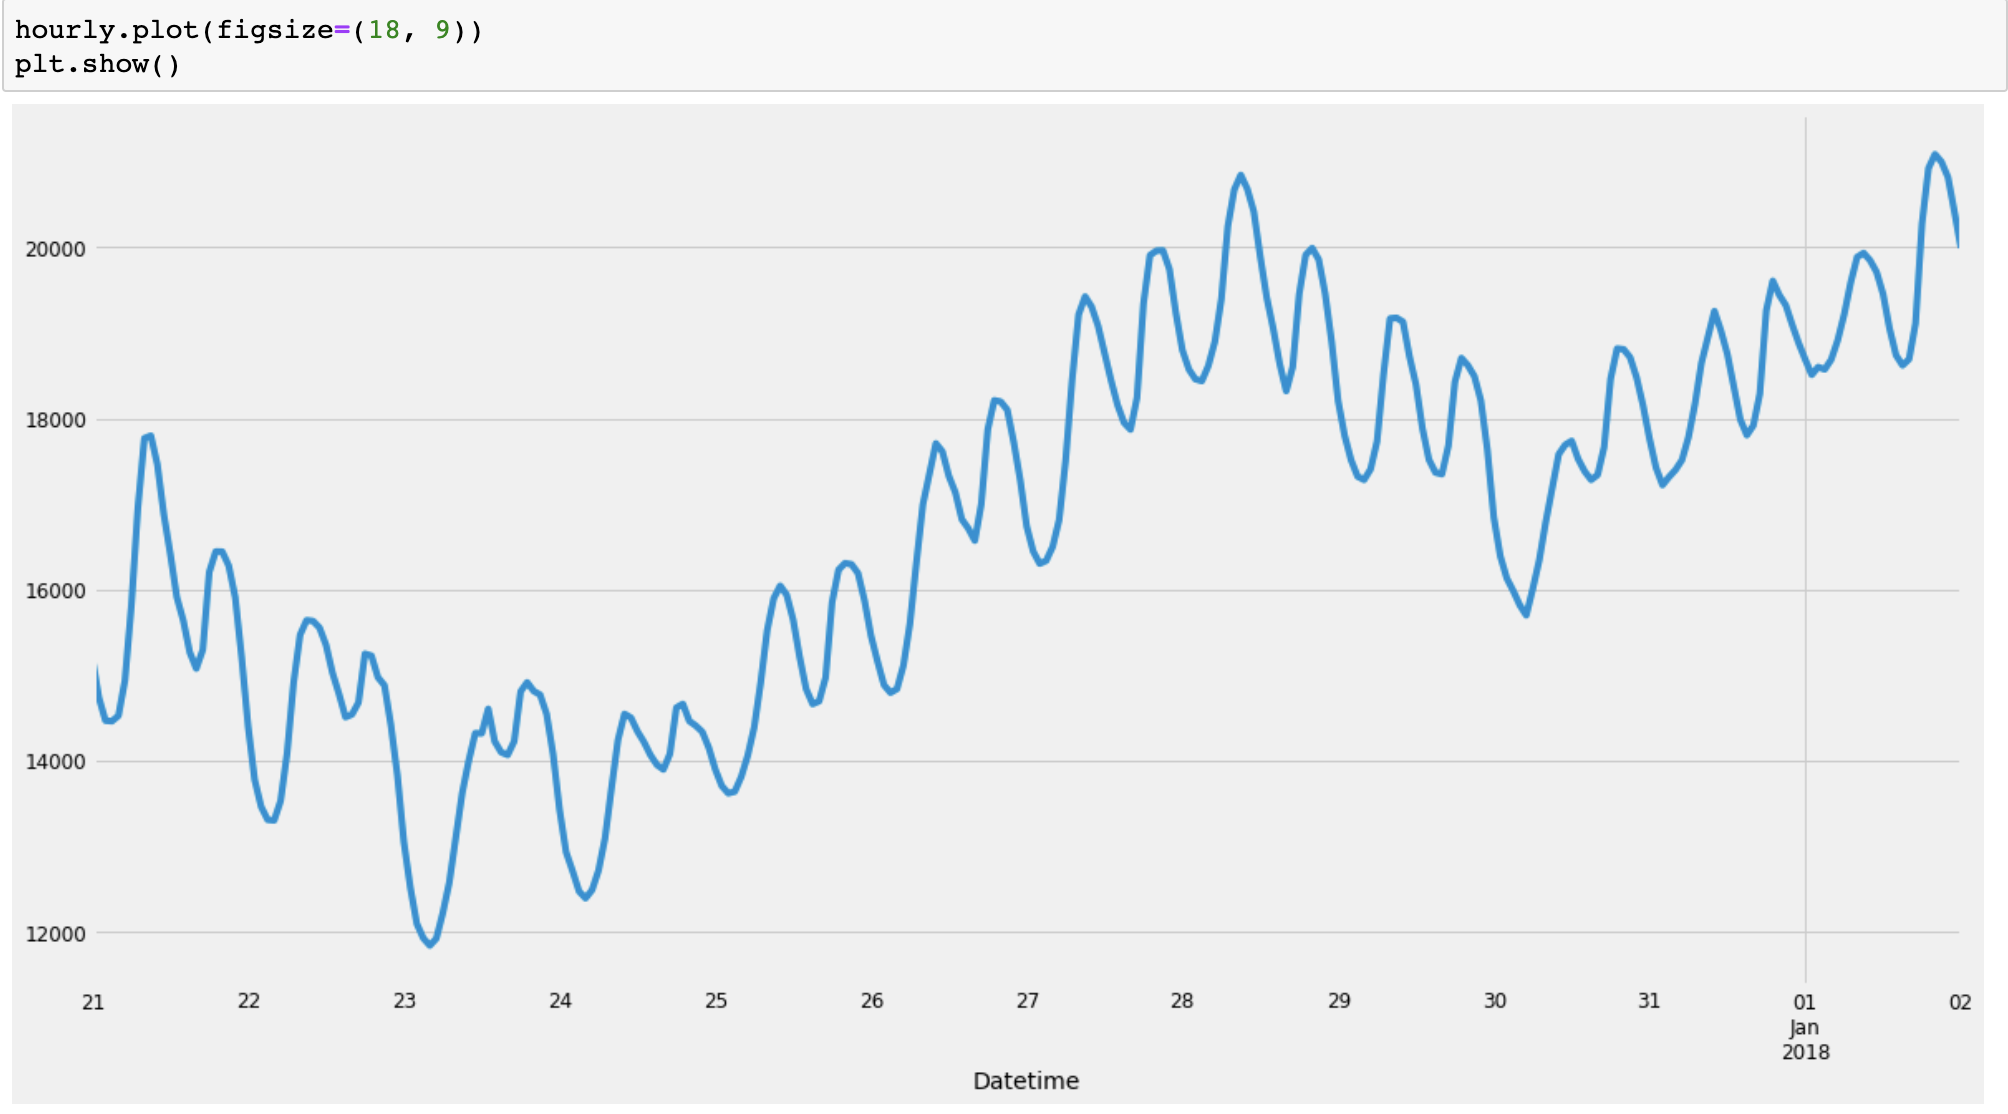 hourly.plot(figsize=(18, 9))
plt.show()
20000
18000
16000
14000
12000
21 22 23 24 25 26 27 28 29 30 31 01 02
Jan
2018
Datetime